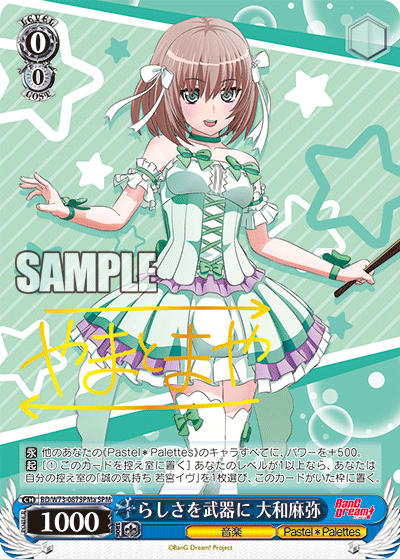 LEVEL
0
0
COST
SAMPLE
やまとまや
永 他のあなたの《Pastel＊Palettes》のキャラすべてに、パワーを＋500。
起 [① このカードを控え室に置く] あなたのレベルが1以上なら、あなたは
自分の控え室の「誠の気持ち 若宮イヴ」を1枚選び、このカードがいた枠に置く。
CH BD/W73-087SPMa SPM
らしさを武器に 大和麻弥
BanG Dream!
1000
音楽
Pastel＊Palettes
©BanG Dream! Project